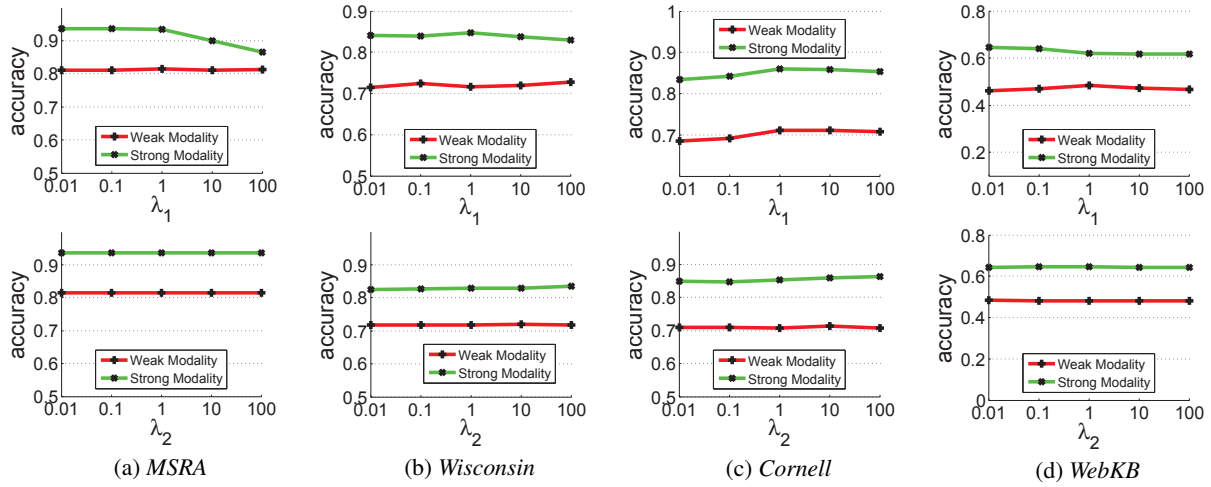 accuracy
0.9
0.8
0.7
0.6
0.5
Weak Modality
Strong Modality
0.01 0.1 1 10 100
λ1
accuracy
0.9
0.8
0.7
0.6
0.5
Weak Modality
Strong Modality
0.01 0.1 1 10 100
λ1
accuracy
1
0.9
0.8
0.7
Weak Modality
Strong Modality
0.01 0.1 1 10 100
λ1
accuracy
0.8
0.6
0.4
0.2
Weak Modality
Strong Modality
0.01 0.1 1 10 100
λ1
accuracy
0.9
0.8
0.7
0.6
0.5
Weak Modality
Strong Modality
0.01 0.1 1 10 100
λ2
accuracy
0.9
0.8
0.7
0.6
0.5
Weak Modality
Strong Modality
0.01 0.1 1 10 100
λ2
accuracy
0.9
0.8
0.7
0.6
0.5
Weak Modality
Strong Modality
0.01 0.1 1 10 100
λ2
accuracy
0.8
0.6
0.4
0.2
0
Weak Modality
Strong Modality
0.01 0.1 1 10 100
λ2
(a) MSRA
(b) Wisconsin
(c) Cornell
(d) WebKB